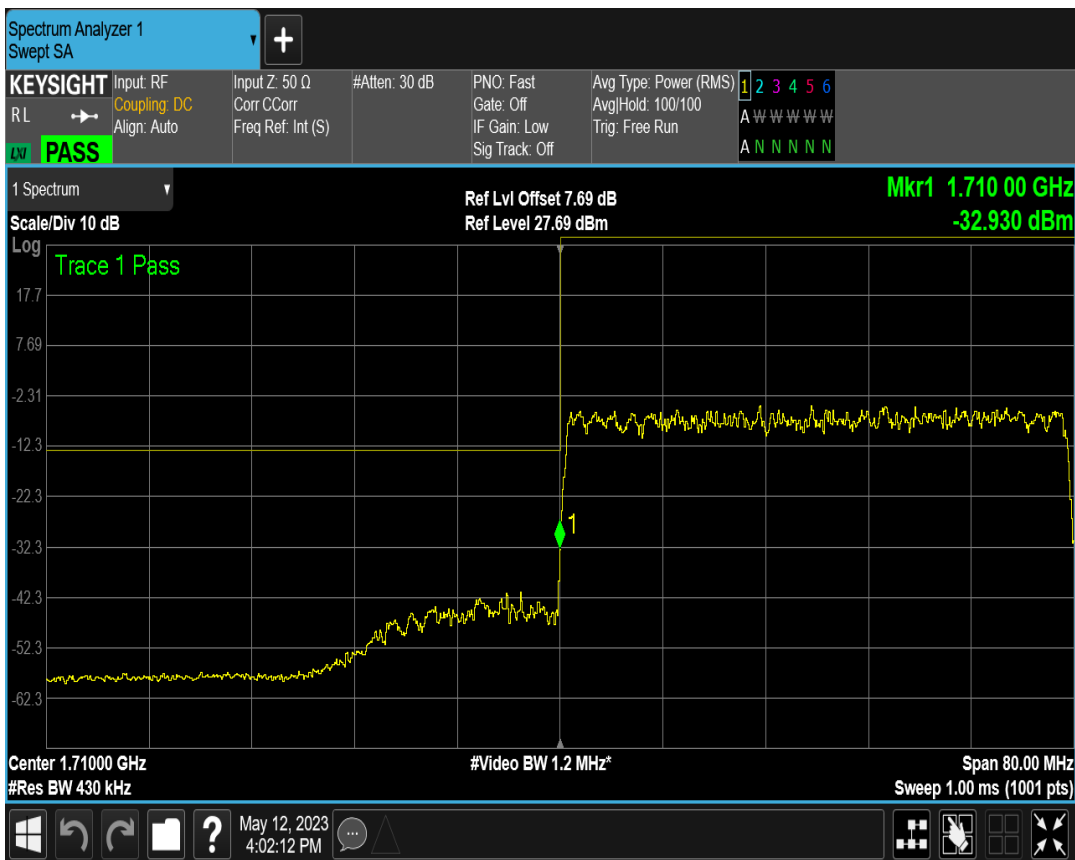 Spectrum Analyzer 1
Swept SA
+
KEYSIGHT
R L
LXI
PASS
Input: RF
Coupling: DC
Align: Auto
Input Z: 50 Ω
Corr CCorr
Freq Ref: Int (S)
#Atten: 30 dB
PNO: Fast
Gate: Off
IF Gain: Low
Sig Track: Off
Avg Type: Power (RMS)
Avg|Hold: 100/100
Trig: Free Run
1 2 3 4 5 6
A W W W W W
A N N N N N
1 Spectrum
Scale/Div 10 dB
Ref Lvl Offset 7.69 dB
Ref Level 27.69 dBm
Mkr1 1.710 00 GHz
-32.930 dBm
Log
Trace 1 Pass
17.7
7.69
-2.31
-12.3
-22.3
1
-32.3
-42.3
-52.3
-62.3
Center 1.71000 GHz
#Video BW 1.2 MHz*
Span 80.00 MHz
#Res BW 430 kHz
Sweep 1.00 ms (1001 pts)
?
May 12, 2023
4:02:12 PM